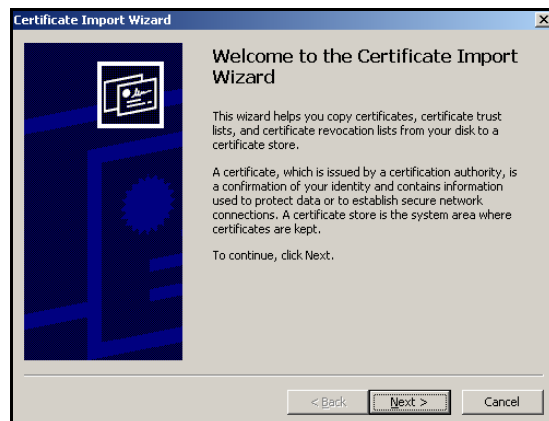 Certificate Import Wizard
Welcome to the Certificate Import
Wizard
This wizard helps you copy certificates, certificate trust
lists, and certificate revocation lists from your disk to a
certificate store.
A certificate, which is issued by a certification authority, is
a confirmation of your identity and contains information
used to protect data or to establish secure network
connections. A certificate store is the system area where
certificates are kept.
To continue, click Next.
< Back
Next >
Cancel